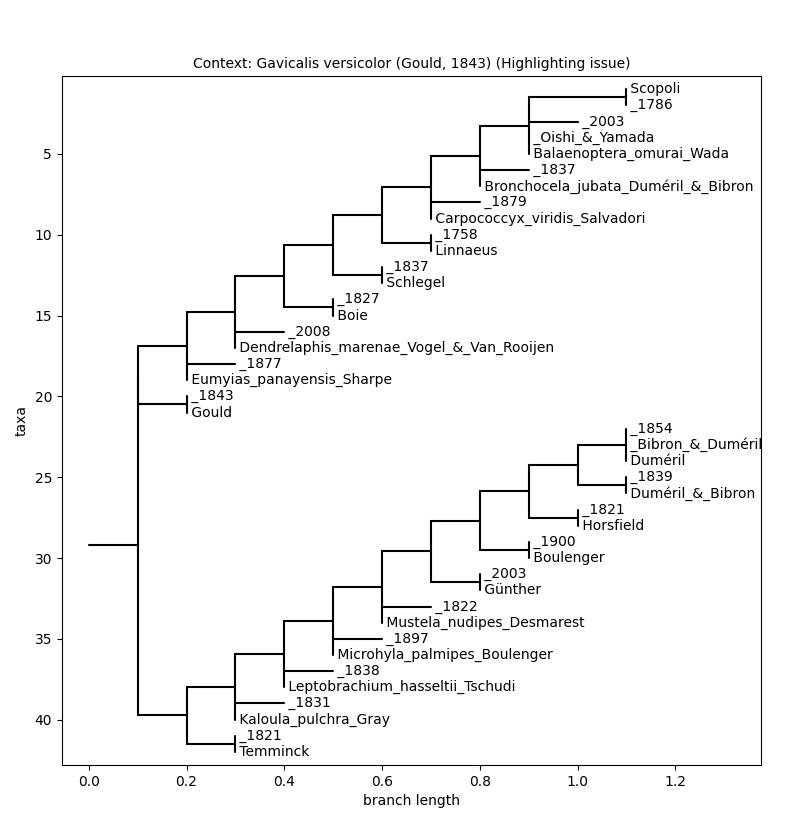 Context: Gavicalis versicolor (Gould, 1843) (Highlighting issue)
Scopoli
_1786
_2003
_Oishi_&_Yamada
Balaenoptera_omurai_Wada
_1837
Bronchocela_jubata_Duméril_&_Bibron
_1879
Carpococcyx_viridis_Salvadori
_1758
Linnaeus
_1837
Schlegel
_1827
Boie
_2008
Dendrelaphis_marenae_Vogel_&_Van_Rooijen
_1877
Eumyias_panayensis_Sharpe
_1843
Gould
_1854
_Bibron_&_Duméril
Duméril
_1839
Duméril_&_Bibron
_1821
Horsfield
_1900
Boulenger
_2003
Günther
_1822
Mustela_nudipes_Desmarest
_1897
Microhyla_palmipes_Boulenger
_1838
Leptobrachium_hasseltii_Tschudi
_1831
Kaloula_pulchra_Gray
_1821
Temminck
5
10
15
20
25
30
35
40
taxa
0.0 0.2 0.4 0.6 0.8 1.0 1.2
branch length